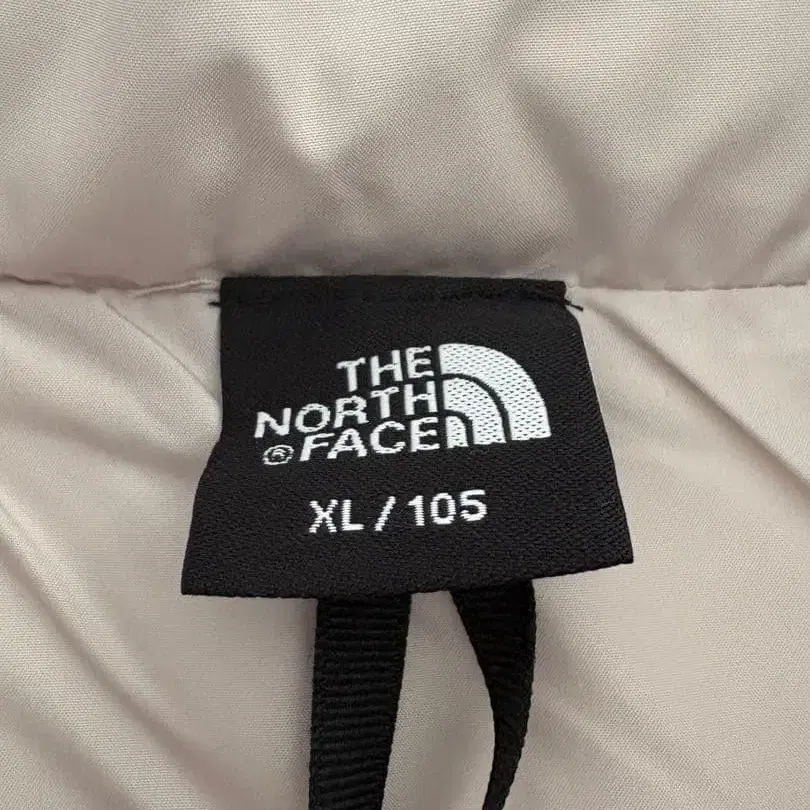 THE
NORTH
® FACE
XL / 105